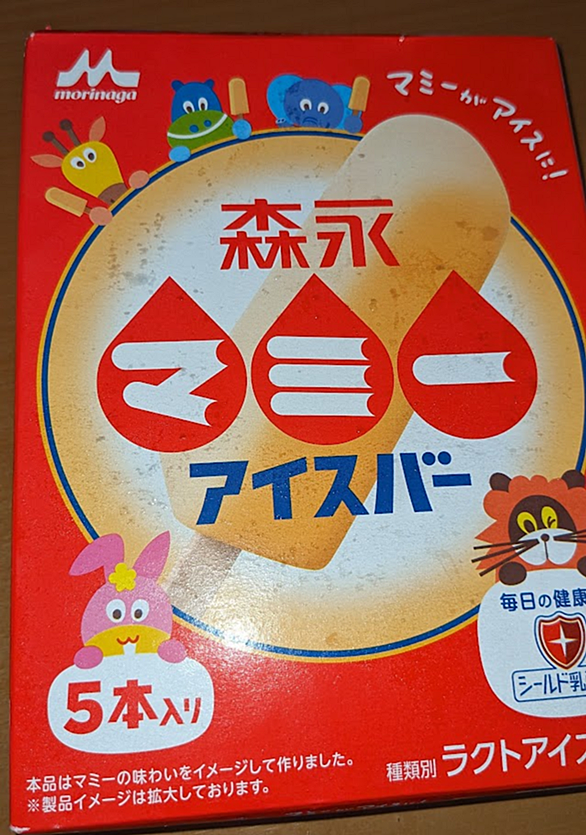 morinaga
マミーがアイスに!
森永
マミー
アイスバー
毎日の健康
シールド乳
5本入り
本品はマミーの味わいをイメージして作りました。
※製品イメージは拡大しております。
種類別 ラクトアイス